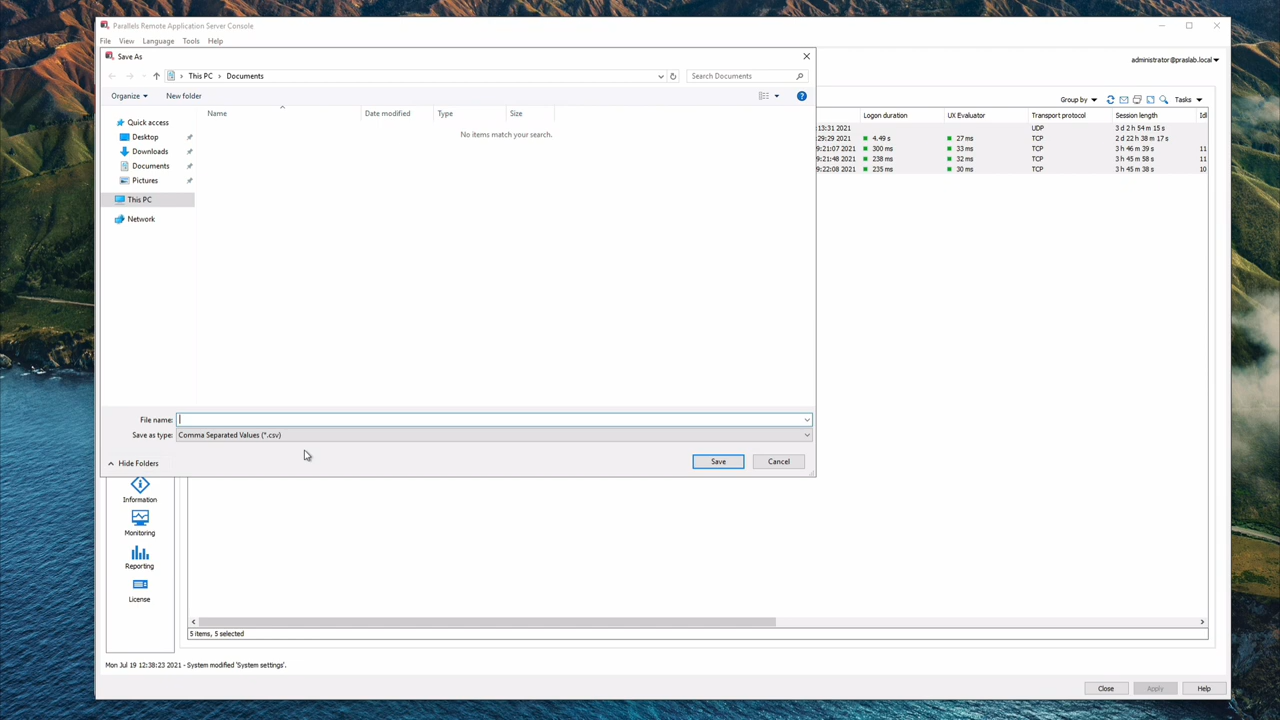 Parallels Remote Application Server Console
File View Language Tools Help
Save As
administrator@praslab.local
This PC Documents
Search Documents
Organize
New folder
Group by
Tasks
Name
Date modified
Type
Size
No items match your search.
Quick access
Desktop
Downloads
Documents
Pictures
This PC
Network
Logon duration UX Evaluator Transport protocol Session length Idl
:13:31 2021 UDP 3 d 2 h 54 m 15 s
:29:29 2021 4.49 s 27 ms TCP 2 d 22 h 38 m 17 s
9:21:07 2021 300 ms 33 ms TCP 3 h 46 m 39 s 11
9:21:48 2021 238 ms 32 ms TCP 3 h 45 m 58 s 11
9:22:08 2021 235 ms 30 ms TCP 3 h 45 m 38 s 10
File name:
Save as type: Comma Separated Values (*.csv)
Hide Folders
Save
Cancel
Information
Monitoring
Reporting
License
5 items, 5 selected
Mon Jul 19 12:38:23 2021 - System modified 'System settings'.
Close
Apply
Help